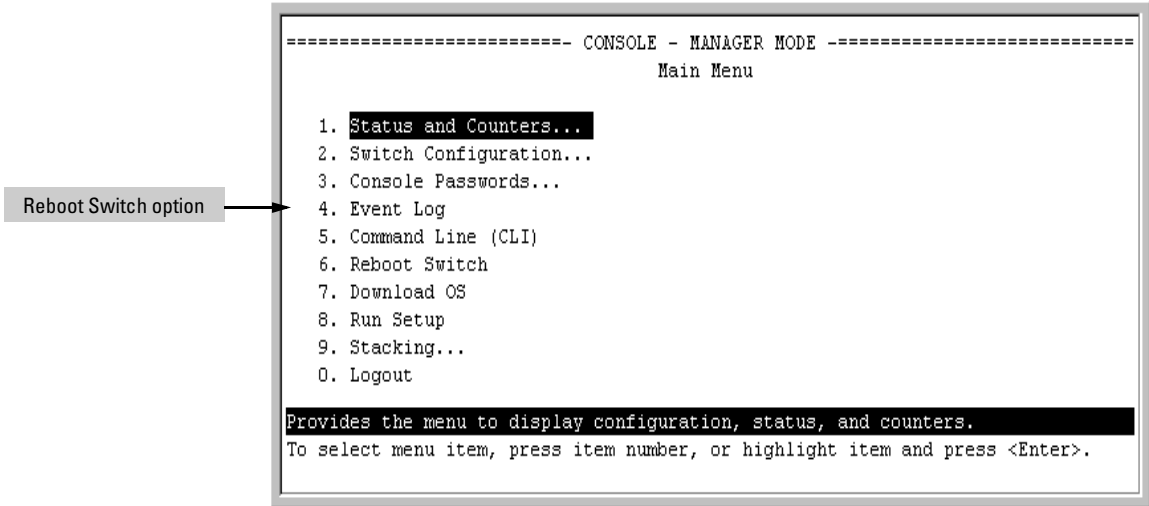 ===========================- CONSOLE - MANAGER MODE -============================
Main Menu
1. Status and Counters...
2. Switch Configuration...
3. Console Passwords...
Reboot Switch option
4. Event Log
5. Command Line (CLI)
6. Reboot Switch
7. Download OS
8. Run Setup
9. Stacking...
0. Logout
Provides the menu to display configuration, status, and counters.
To select menu item, press item number, or highlight item and press <Enter>.